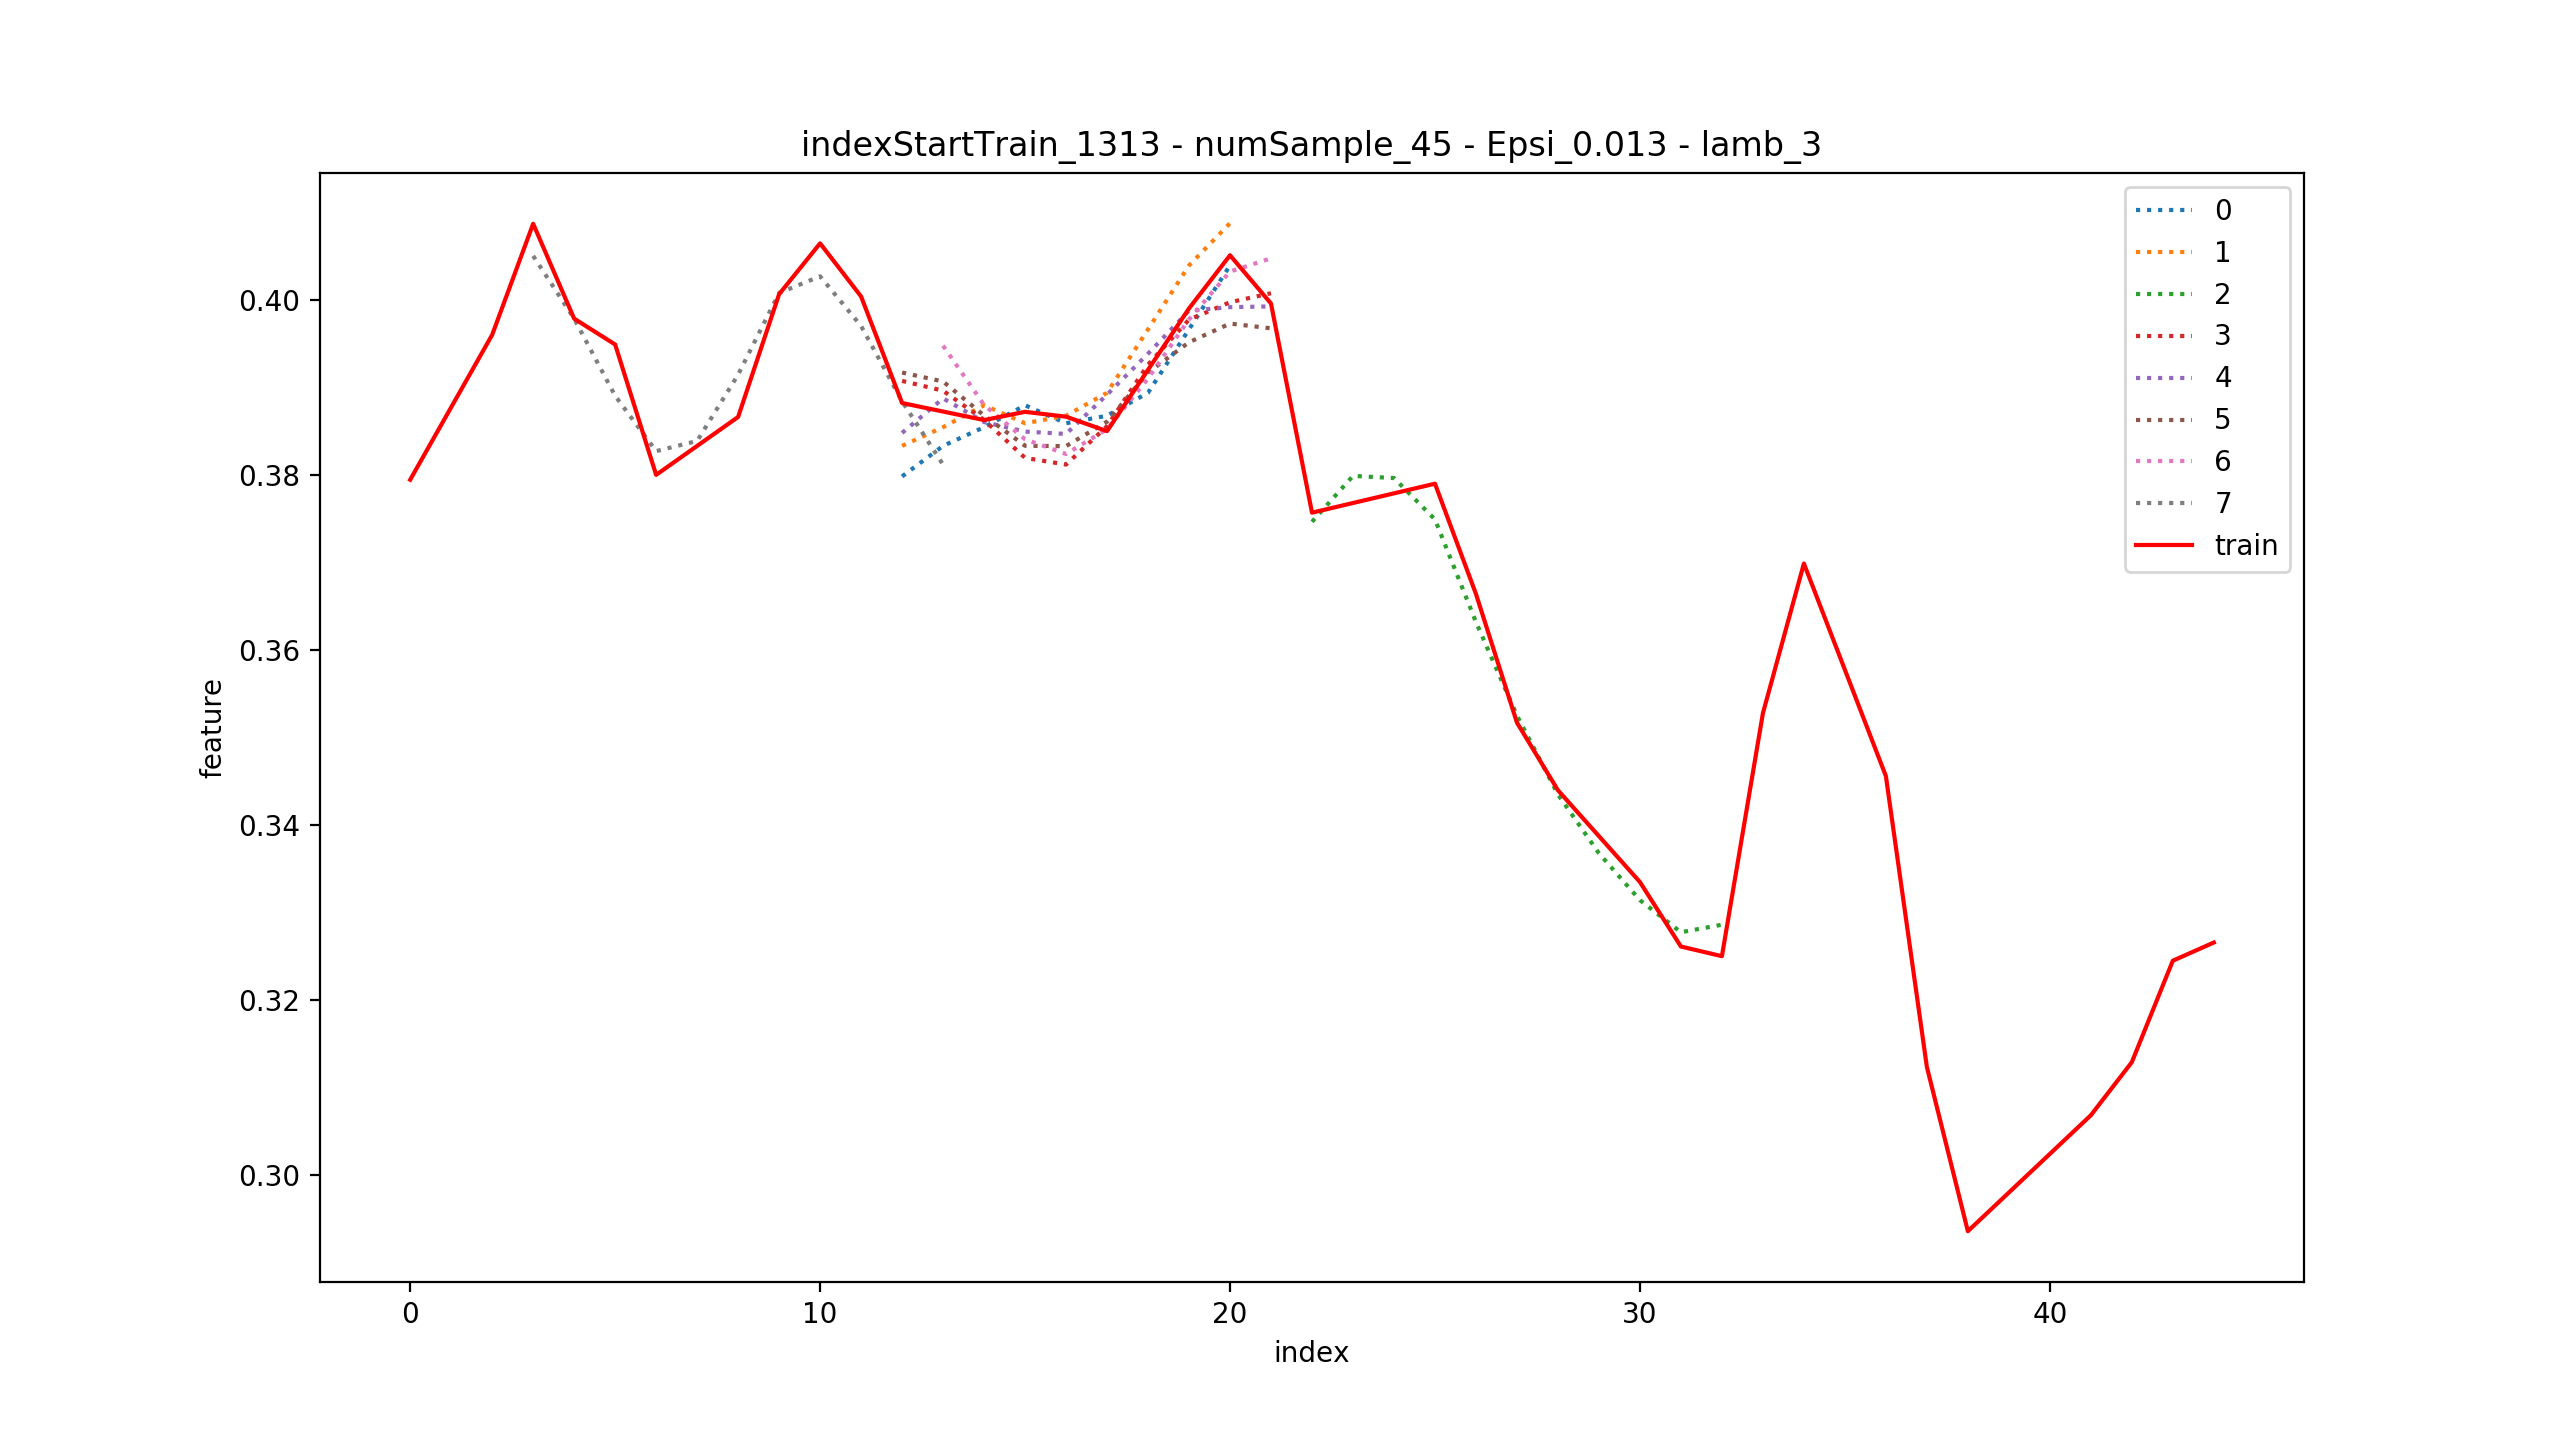 indexStartTrain_1313 - numSample_45 - Epsi_0.013 - lamb_3
0
1
2
3
4
5
6
7
train
0.40
0.38
0.36
0.34
0.32
0.30
feature
0 10 20 30 40
index